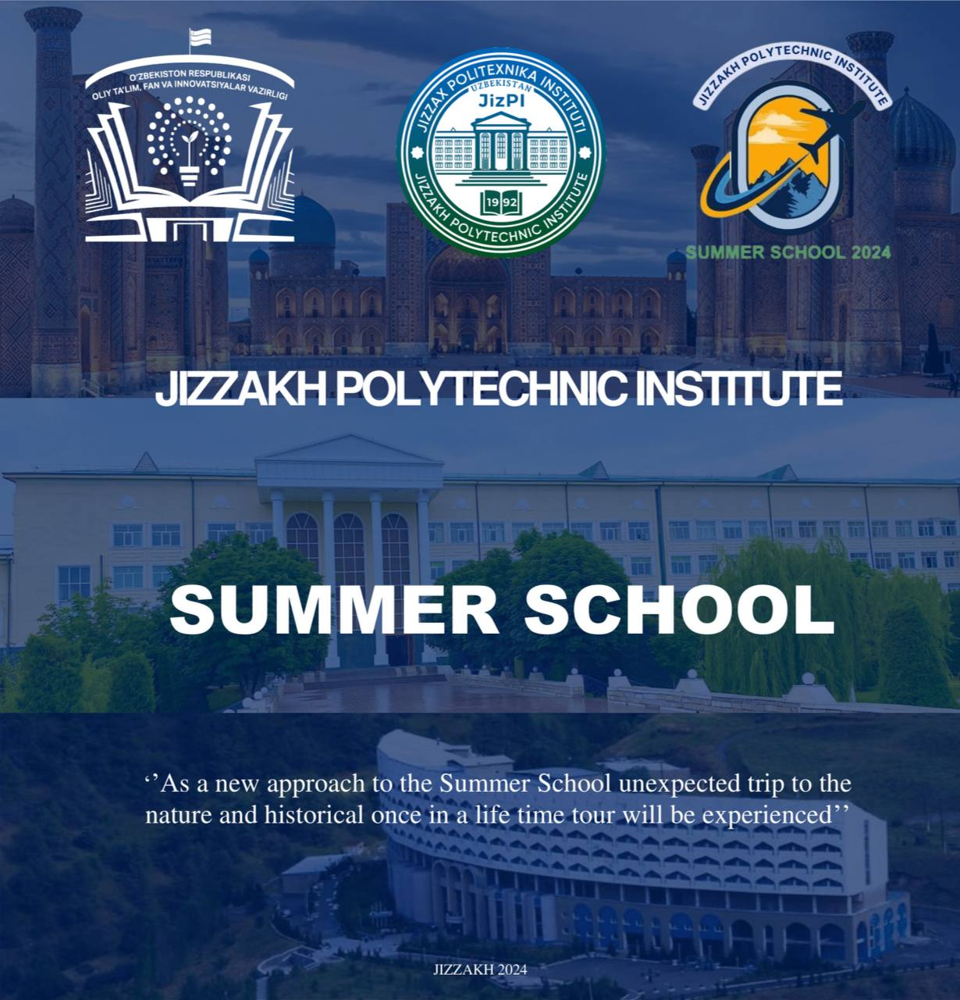 O'ZBEKISTON RESPUBLIKASI
OLIY TA'LIM, FAN VA INNOVATSIYALAR VAZIRLIGI
JIZZAX POLITEXNIKA INSTITUTI
UZBEKISTAN
JizPI
19 92
JIZZAKH POLYTECHNIC INSTITUTE
JIZZAKH POLYTECHNIC INSTITUTE
SUMMER SCHOOL 2024
JIZZAKH POLYTECHNIC INSTITUTE
SUMMER SCHOOL
‘’As a new approach to the Summer School unexpected trip to the
nature and historical once in a life time tour will be experienced’’
JIZZAKH 2024